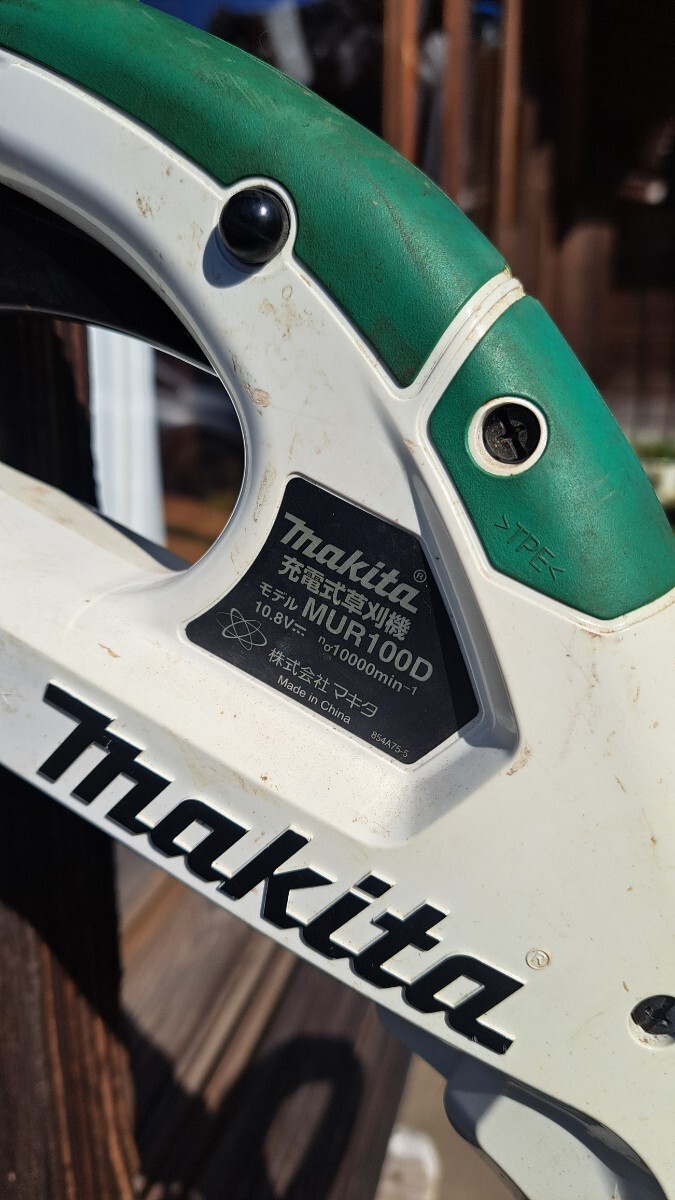 >TPE<
makita®
充電式草刈機
モデル MUR100D
10.8V⎓ n₀10000min⁻¹
株式会社マキタ
Made in China
854A75-5
makita®